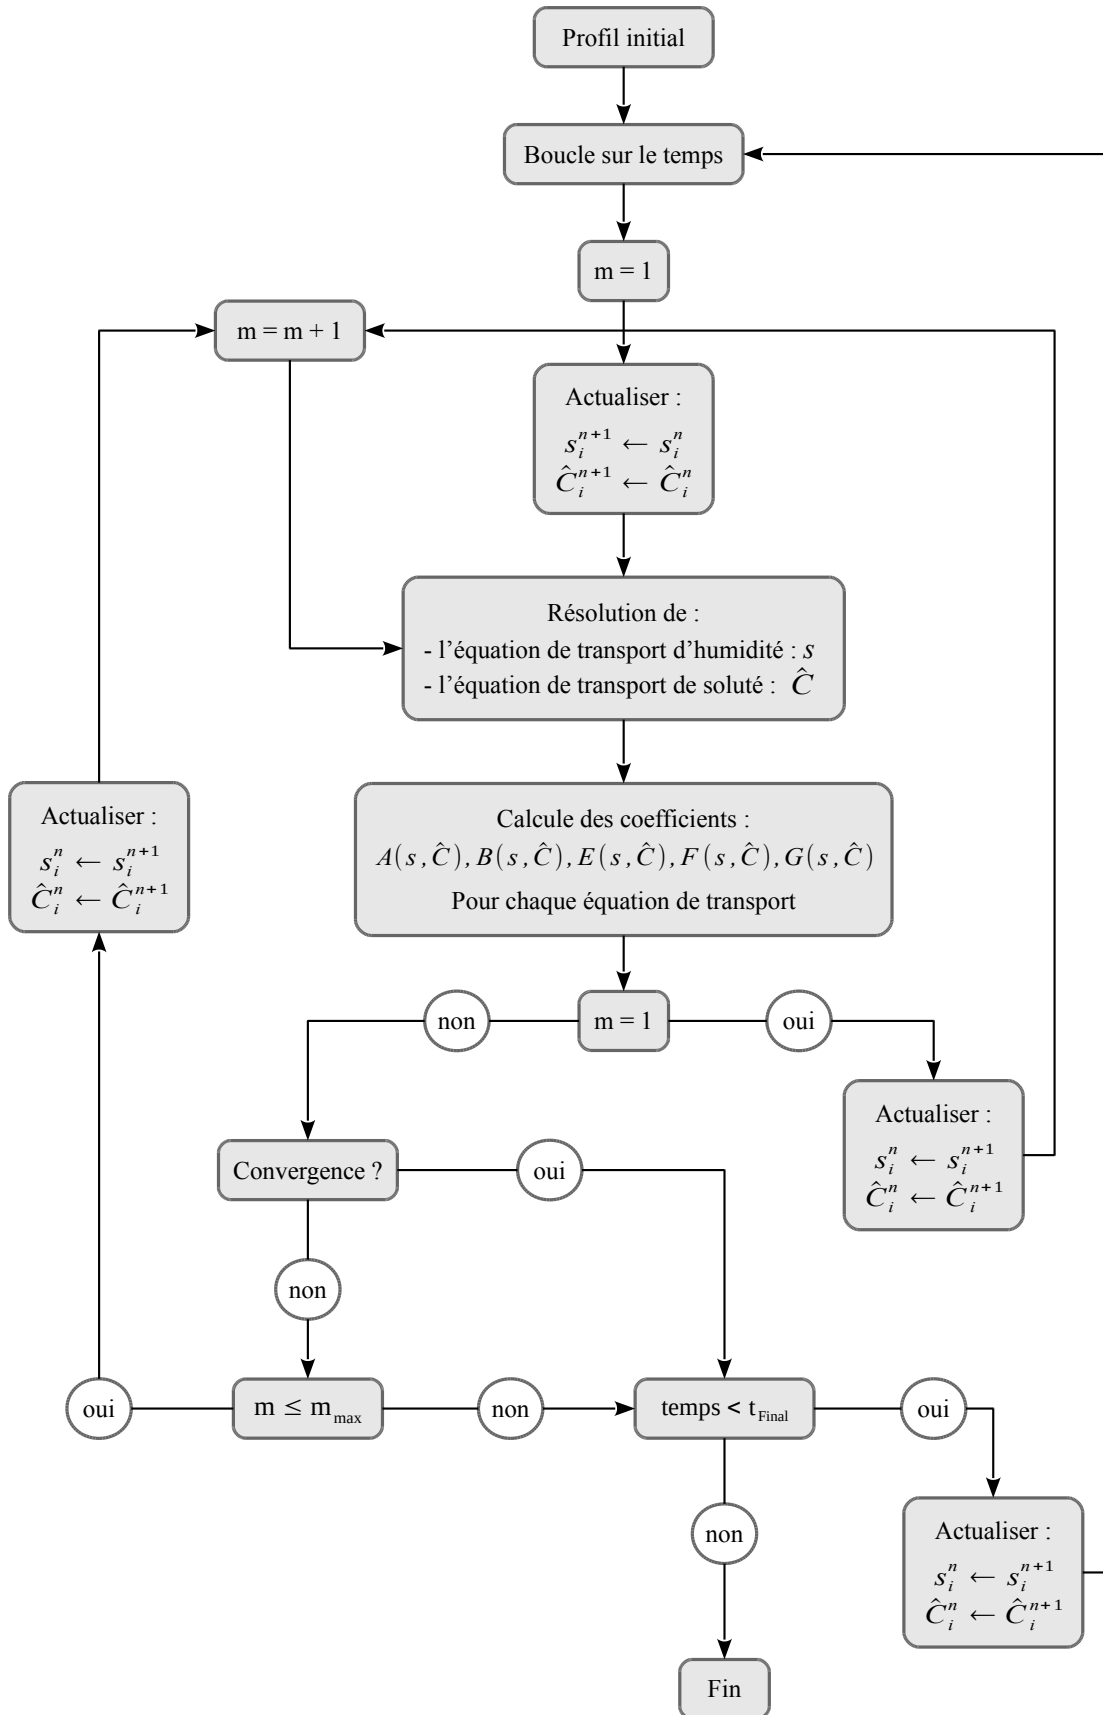 Profil initial
Boucle sur le temps
m = 1
m = m + 1
Actualiser :
s_i^{n+1} ← s_i^n
Ĉ_i^{n+1} ← Ĉ_i^n
Résolution de :
- l'équation de transport d'humidité : s
- l'équation de transport de soluté : Ĉ
Actualiser :
s_i^n ← s_i^{n+1}
Ĉ_i^n ← Ĉ_i^{n+1}
Calcule des coefficients :
A(s,Ĉ), B(s,Ĉ), E(s,Ĉ), F(s,Ĉ), G(s,Ĉ)
Pour chaque équation de transport
non
m = 1
oui
Actualiser :
s_i^n ← s_i^{n+1}
Ĉ_i^n ← Ĉ_i^{n+1}
Convergence ?
oui
non
oui
m ≤ m_max
non
temps < t_Final
oui
non
Actualiser :
s_i^n ← s_i^{n+1}
Ĉ_i^n ← Ĉ_i^{n+1}
Fin